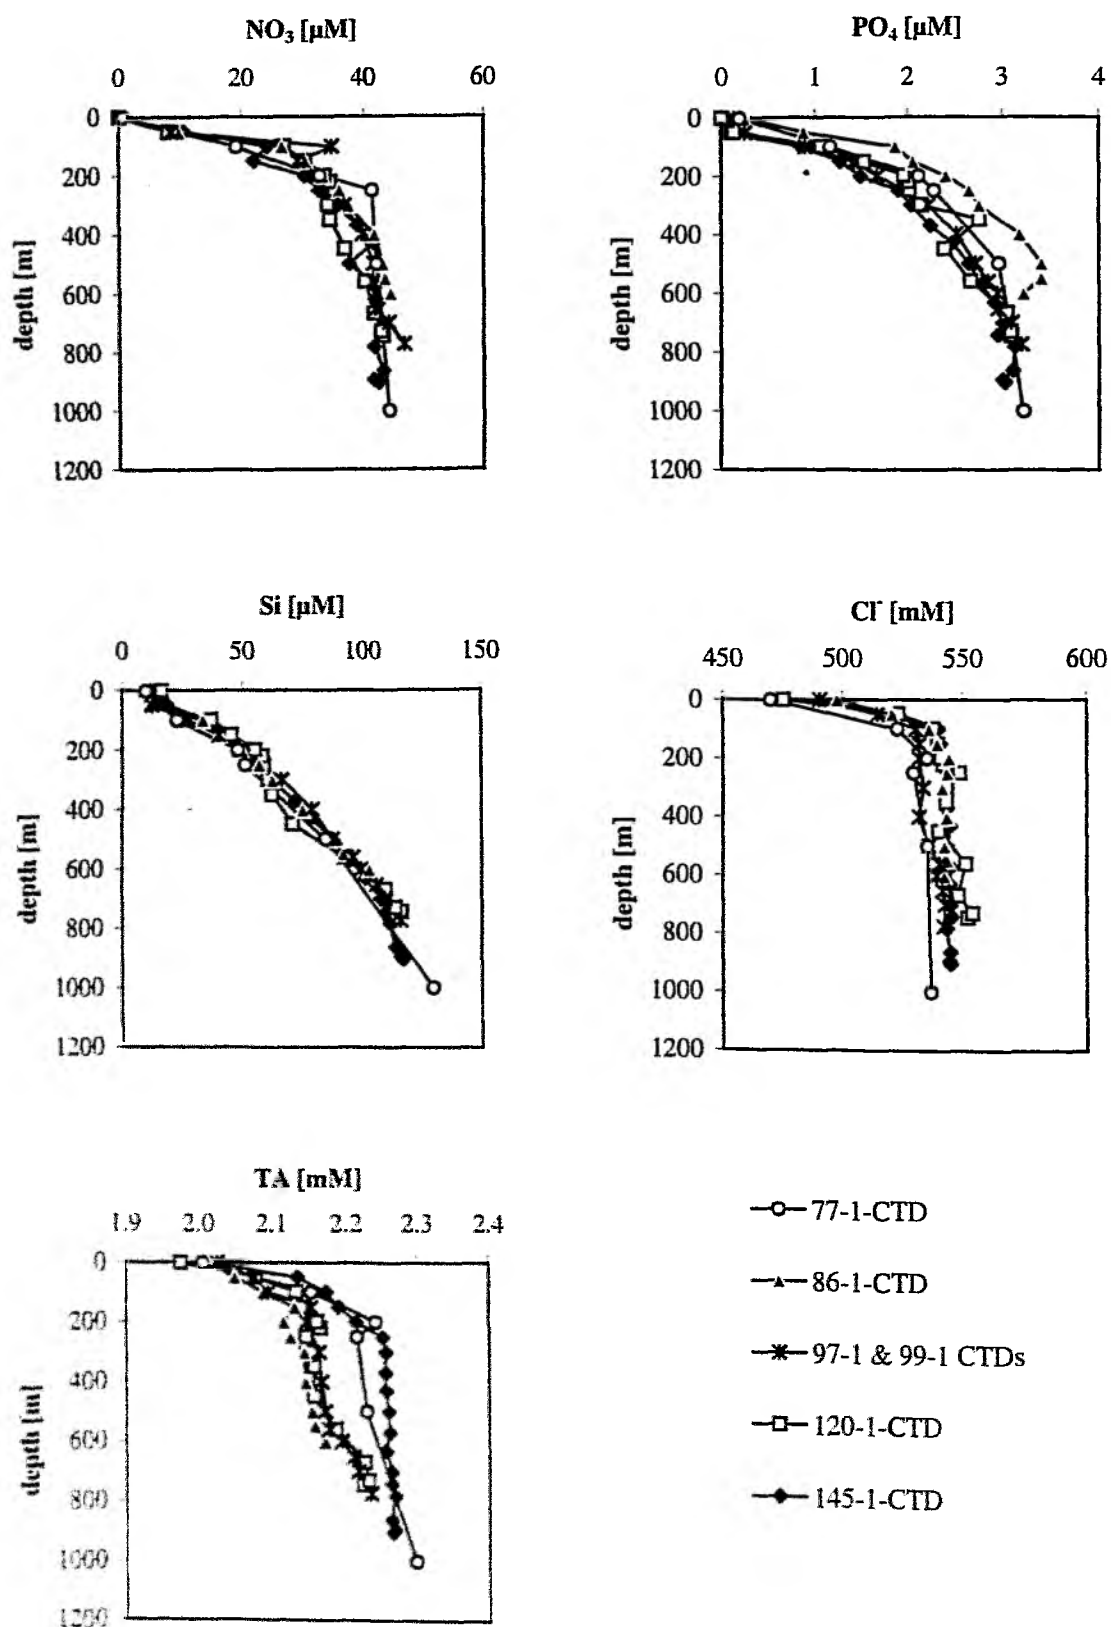 NO₃ [µM]
0 20 40 60
0
200
400
600
800
1000
1200
depth [m]
PO₄ [µM]
0 1 2 3 4
0
200
400
600
800
1000
1200
depth [m]
Si [µM]
0 50 100 150
0
200
400
600
800
1000
1200
depth [m]
Cl⁻ [mM]
450 500 550 600
0
200
400
600
800
1000
1200
depth [m]
TA [mM]
1.9 2.0 2.1 2.2 2.3 2.4
0
200
400
600
800
1000
1200
depth [m]
77-1-CTD
86-1-CTD
97-1 & 99-1 CTDs
120-1-CTD
145-1-CTD